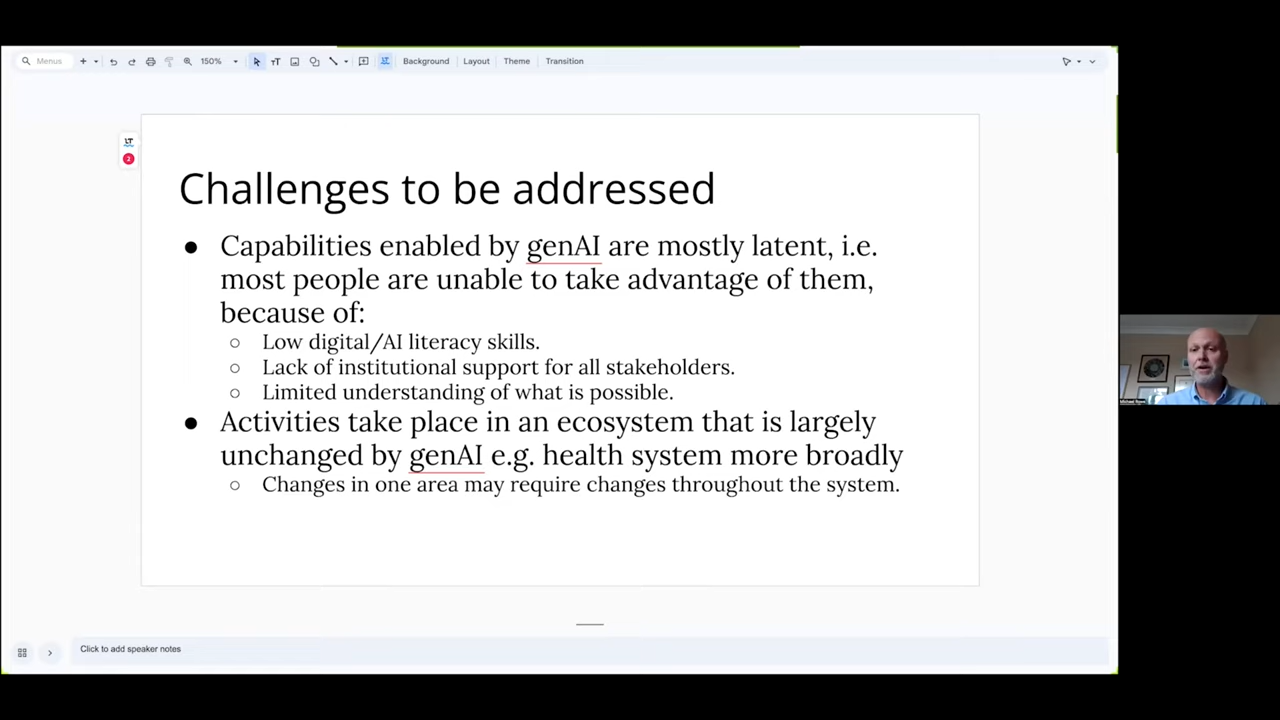 Menus
150%
Background
Layout
Theme
Transition
LT
2
Challenges to be addressed
● Capabilities enabled by genAI are mostly latent, i.e.
most people are unable to take advantage of them,
because of:
○ Low digital/AI literacy skills.
○ Lack of institutional support for all stakeholders.
○ Limited understanding of what is possible.
● Activities take place in an ecosystem that is largely
unchanged by genAI e.g. health system more broadly
○ Changes in one area may require changes throughout the system.
Click to add speaker notes